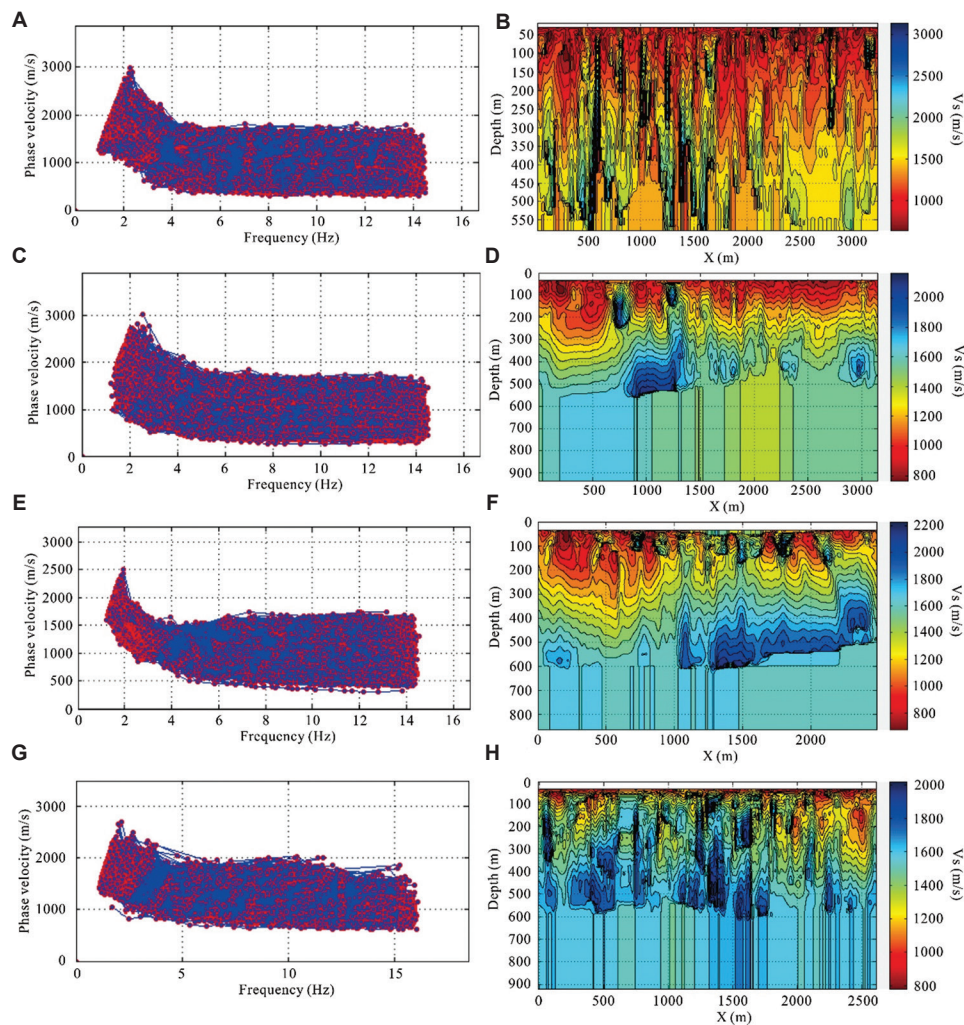 A
Phase velocity (m/s)
3000
2000
1000
0
2 4 6 8 10 12 14 16
Frequency (Hz)
B
Depth (m)
50
100
150
200
250
300
350
400
450
500
550
500 1000 1500 2000 2500 3000
X (m)
3000
2500
2000
1500
1000
Vs (m/s)
C
Phase velocity (m/s)
3000
2000
1000
0
2 4 6 8 10 12 14 16
Frequency (Hz)
D
Depth (m)
0
100
200
300
400
500
600
700
800
900
500 1000 1500 2000 2500 3000
X (m)
2000
1800
1600
1400
1200
1000
800
Vs (m/s)
E
Phase velocity (m/s)
3000
2500
2000
1500
1000
500
0
0 2 4 6 8 10 12 14 16
Frequency (Hz)
F
Depth (m)
0
100
200
300
400
500
600
700
800
0 500 1000 1500 2000
X (m)
2200
2000
1800
1600
1400
1200
1000
800
Vs (m/s)
G
Phase velocity (m/s)
3000
2000
1000
0
5 10 15
Frequency (Hz)
H
Depth (m)
0
100
200
300
400
500
600
700
800
900
0 500 1000 1500 2000 2500
X (m)
2000
1800
1600
1400
1200
1000
800
Vs (m/s)